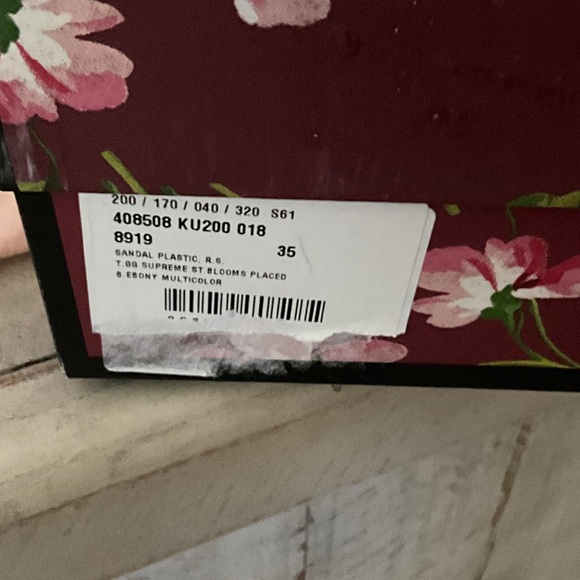 200 / 170 / 040 / 320 S61
408508 KU200 018
8919 35
SANDAL PLASTIC, R.S.
T.GG SUPREME ST BLOOMS PLACED
B.EBONY MULTICOLOR